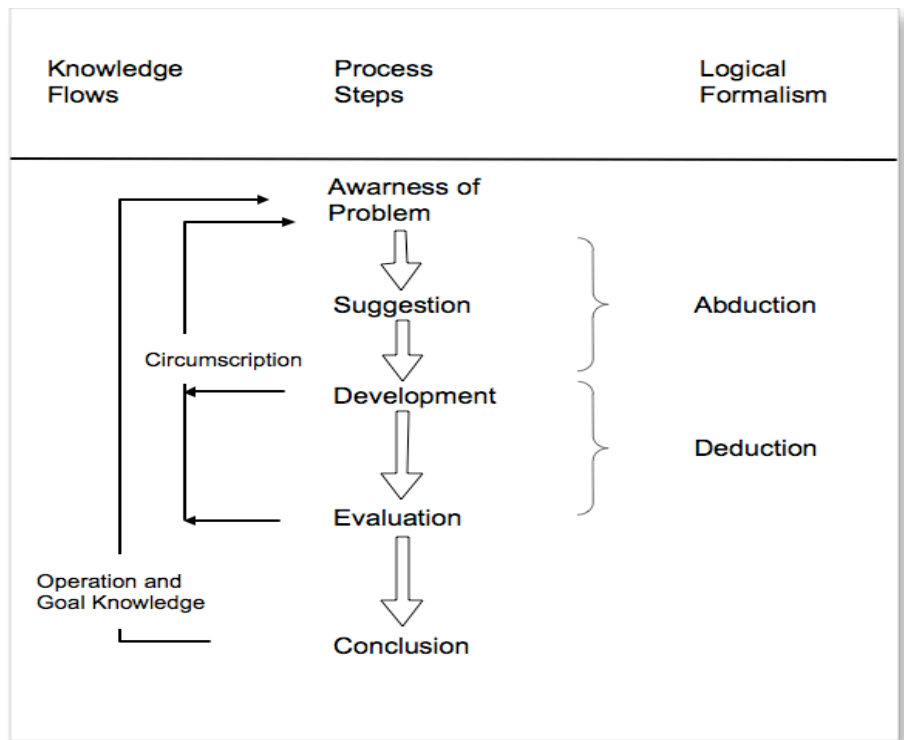 Knowledge
Flows
Process
Steps
Logical
Formalism
Awarness of
Problem
Suggestion
Abduction
Circumscription
Development
Deduction
Evaluation
Operation and
Goal Knowledge
Conclusion